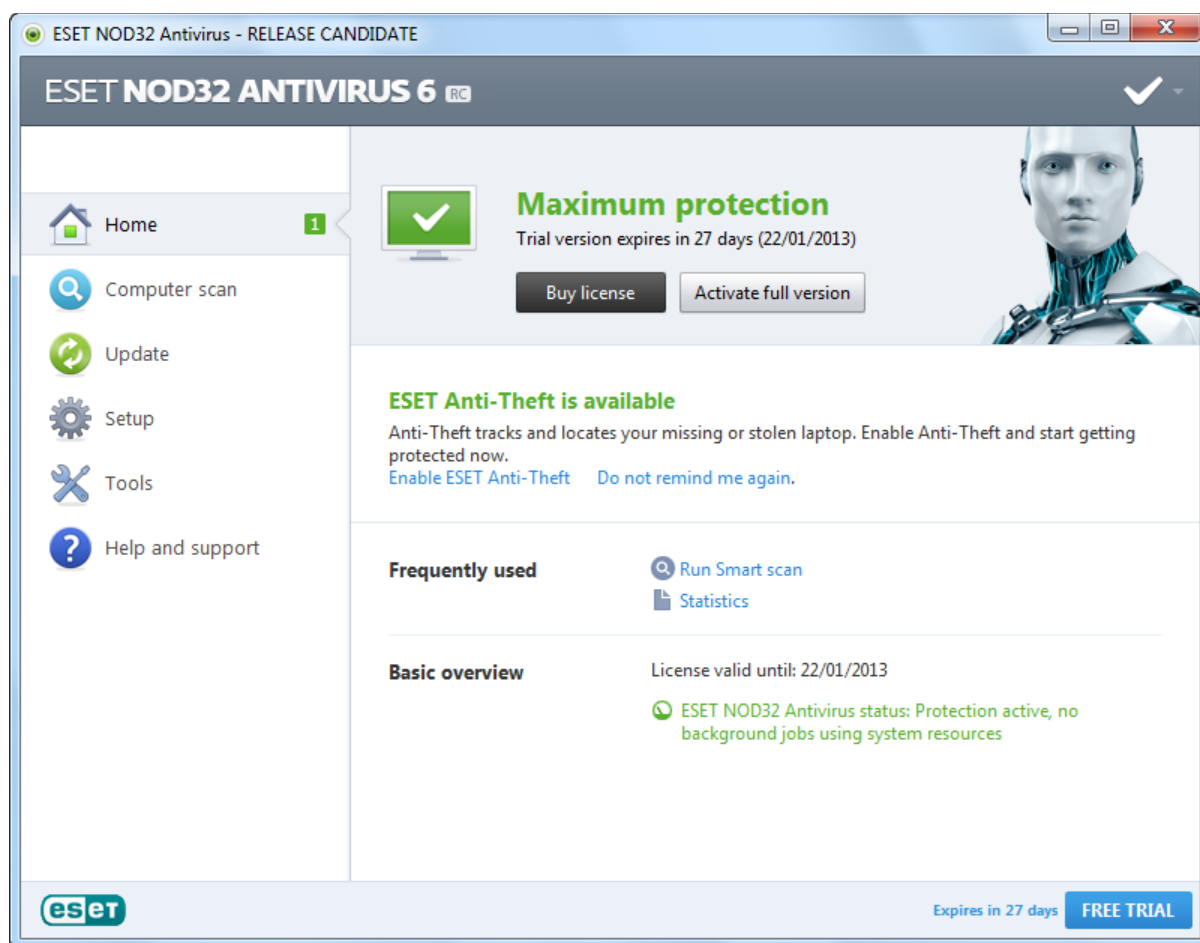 ESET NOD32 Antivirus - RELEASE CANDIDATE
ESET NOD32 ANTIVIRUS 6 RC
Home 1
Computer scan
Update
Setup
Tools
Help and support
Maximum protection
Trial version expires in 27 days (22/01/2013)
Buy license Activate full version
ESET Anti-Theft is available
Anti-Theft tracks and locates your missing or stolen laptop. Enable Anti-Theft and start getting
protected now.
Enable ESET Anti-Theft Do not remind me again.
Frequently used Run Smart scan
Statistics
Basic overview License valid until: 22/01/2013
ESET NOD32 Antivirus status: Protection active, no
background jobs using system resources
eset Expires in 27 days FREE TRIAL